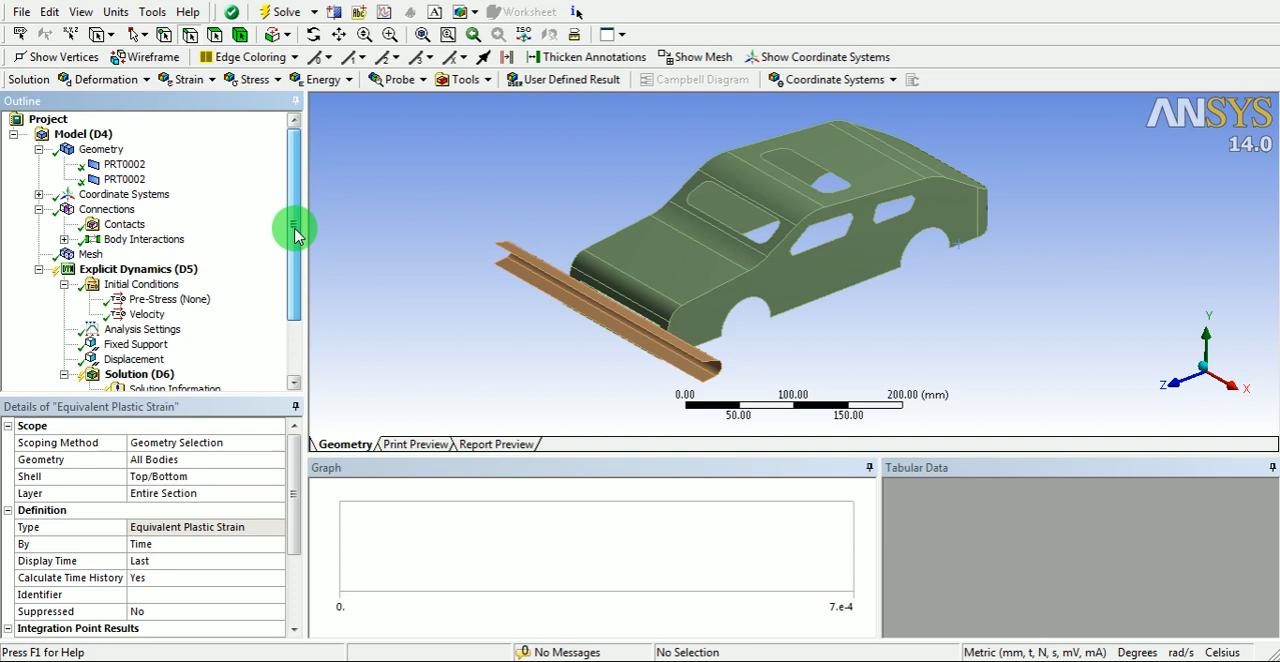 File Edit View Units Tools Help Solve Worksheet
Show Vertices Wireframe Edge Coloring Thicken Annotations Show Mesh Show Coordinate Systems
Solution Deformation Strain Stress Energy Probe Tools User Defined Result Campbell Diagram Coordinate Systems
Outline
Project
Model (D4)
Geometry
PRT0002
PRT0002
Coordinate Systems
Connections
Contacts
Body Interactions
Mesh
Explicit Dynamics (D5)
Initial Conditions
Pre-Stress (None)
Velocity
Analysis Settings
Fixed Support
Displacement
Solution (D6)
Solution Information
Details of "Equivalent Plastic Strain"
Scope
Scoping Method Geometry Selection
Geometry All Bodies
Shell Top/Bottom
Layer Entire Section
Definition
Type Equivalent Plastic Strain
By Time
Display Time Last
Calculate Time History Yes
Identifier
Suppressed No
Integration Point Results
ANSYS
14.0
Y
Z
X
0.00 100.00 200.00 (mm)
50.00 150.00
Geometry Print Preview Report Preview
Graph
0. 7.e-4
Tabular Data
Press F1 for Help No Messages No Selection Metric (mm, t, N, s, mV, mA) Degrees rad/s Celsius